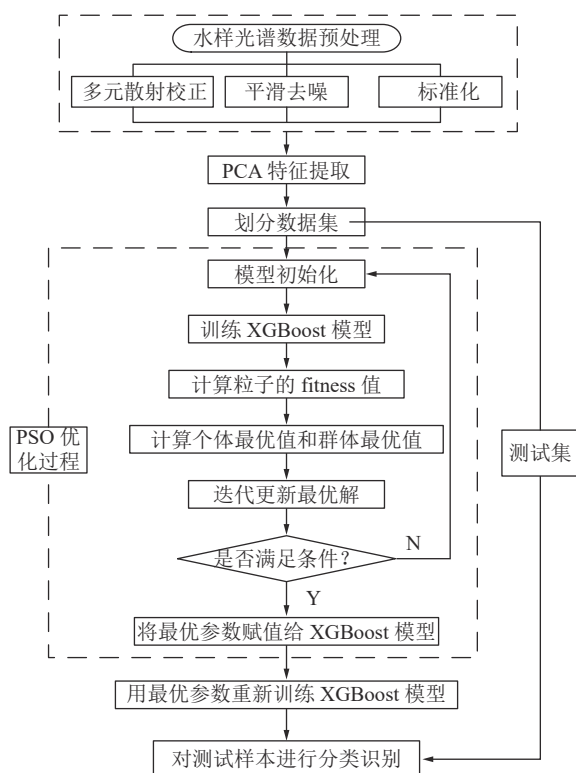 水样光谱数据预处理
多元散射校正
平滑去噪
标准化
PCA 特征提取
划分数据集
模型初始化
训练 XGBoost 模型
计算粒子的 fitness 值
PSO 优
化过程
计算个体最优值和群体最优值
测试集
迭代更新最优解
是否满足条件？
N
Y
将最优参数赋值给 XGBoost 模型
用最优参数重新训练 XGBoost 模型
对测试样本进行分类识别